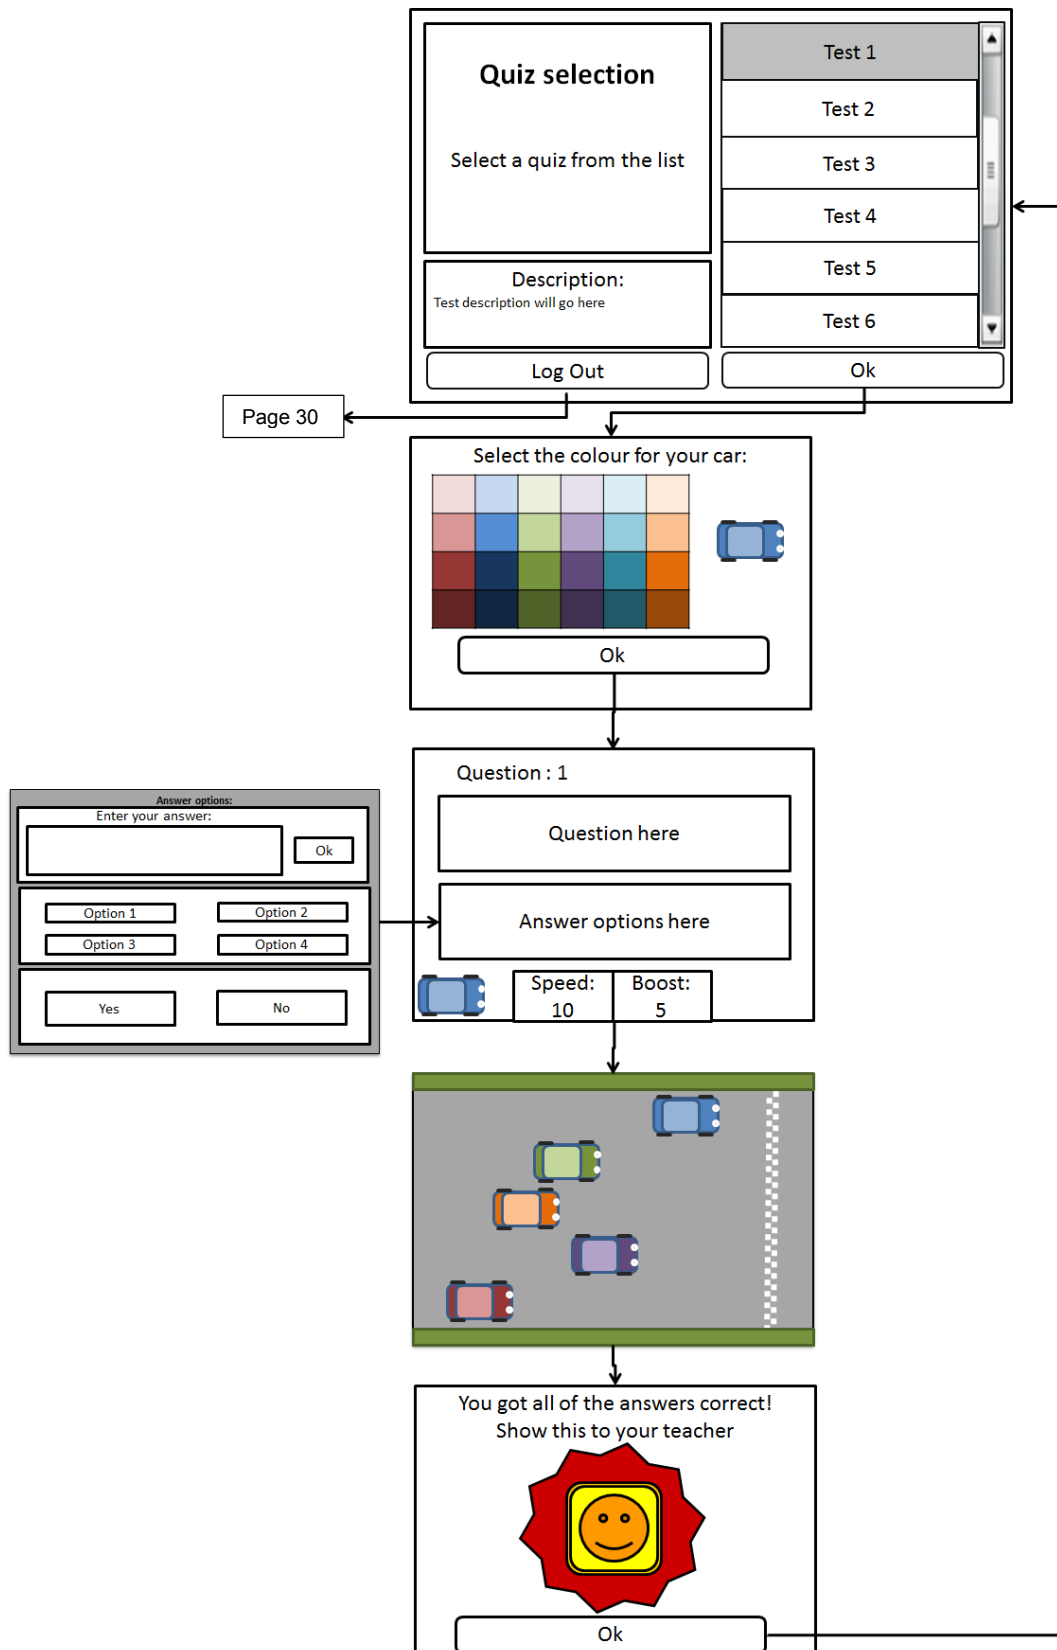 Quiz selection
Select a quiz from the list
Description:
Test description will go here
Log Out
Test 1
Test 2
Test 3
Test 4
Test 5
Test 6
Ok
Page 30
Select the colour for your car:
Ok
Question : 1
Question here
Answer options here
Speed:
10
Boost:
5
Answer options:
Enter your answer:
Ok
Option 1
Option 2
Option 3
Option 4
Yes
No
You got all of the answers correct!
Show this to your teacher
Ok